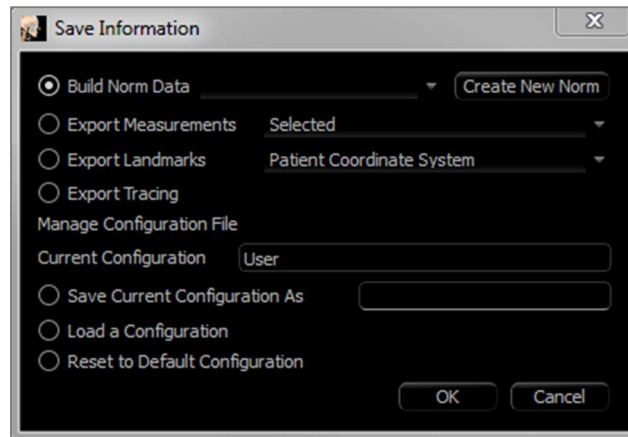 Save Information
Build Norm Data Create New Norm
Export Measurements Selected
Export Landmarks Patient Coordinate System
Export Tracing
Manage Configuration File
Current Configuration User
Save Current Configuration As
Load a Configuration
Reset to Default Configuration
OK Cancel